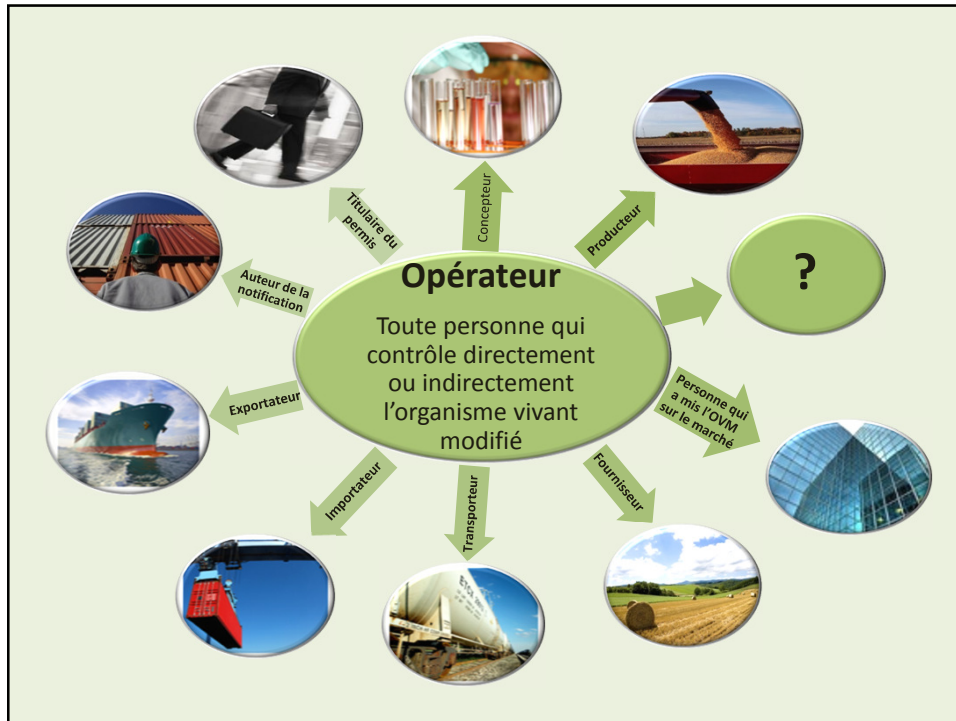 Opérateur
Toute personne qui
contrôle directement
ou indirectement
l'organisme vivant
modifié
Titulaire du
permis
Concepteur
Producteur
?
Personne qui
a mis l'OVM
sur le marché
Fournisseur
Transporteur
Importateur
Exportateur
Auteur de la
notification